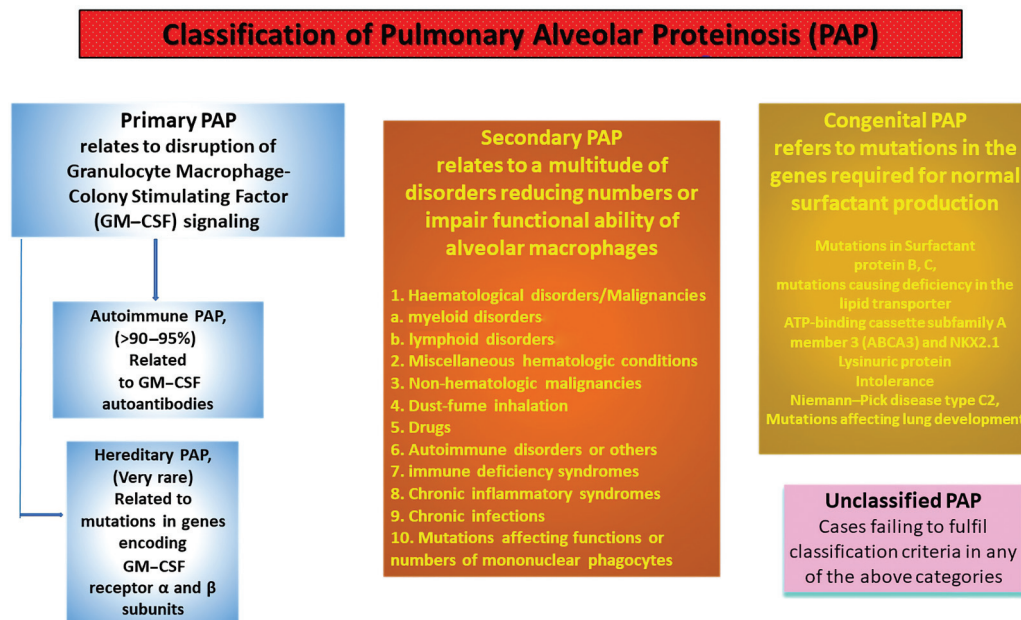 Classification of Pulmonary Alveolar Proteinosis (PAP)
Primary PAP
relates to disruption of
Granulocyte Macrophage-
Colony Stimulating Factor
(GM–CSF) signaling
Autoimmune PAP,
(>90–95%)
Related
to GM–CSF
autoantibodies
Hereditary PAP,
(Very rare)
Related to
mutations in genes
encoding
GM–CSF
receptor α and β
subunits
Secondary PAP
relates to a multitude of
disorders reducing numbers or
impair functional ability of
alveolar macrophages
1. Haematological disorders/Malignancies
a. myeloid disorders
b. lymphoid disorders
2. Miscellaneous hematologic conditions
3. Non-hematologic malignancies
4. Dust-fume inhalation
5. Drugs
6. Autoimmune disorders or others
7. immune deficiency syndromes
8. Chronic inflammatory syndromes
9. Chronic infections
10. Mutations affecting functions or
numbers of mononuclear phagocytes
Congenital PAP
refers to mutations in the
genes required for normal
surfactant production
Mutations in Surfactant
protein B, C,
mutations causing deficiency in the
lipid transporter
ATP-binding cassette subfamily A
member 3 (ABCA3) and NKX2.1
Lysinuric protein
Intolerance
Niemann–Pick disease type C2,
Mutations affecting lung development
Unclassified PAP
Cases failing to fulfil
classification criteria in any
of the above categories